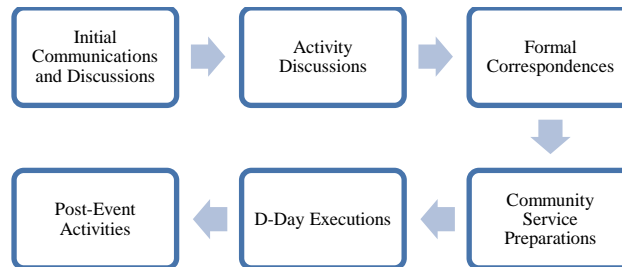 Initial
Communications
and Discussions
Activity
Discussions
Formal
Correspondences
Community
Service
Preparations
D-Day Executions
Post-Event
Activities